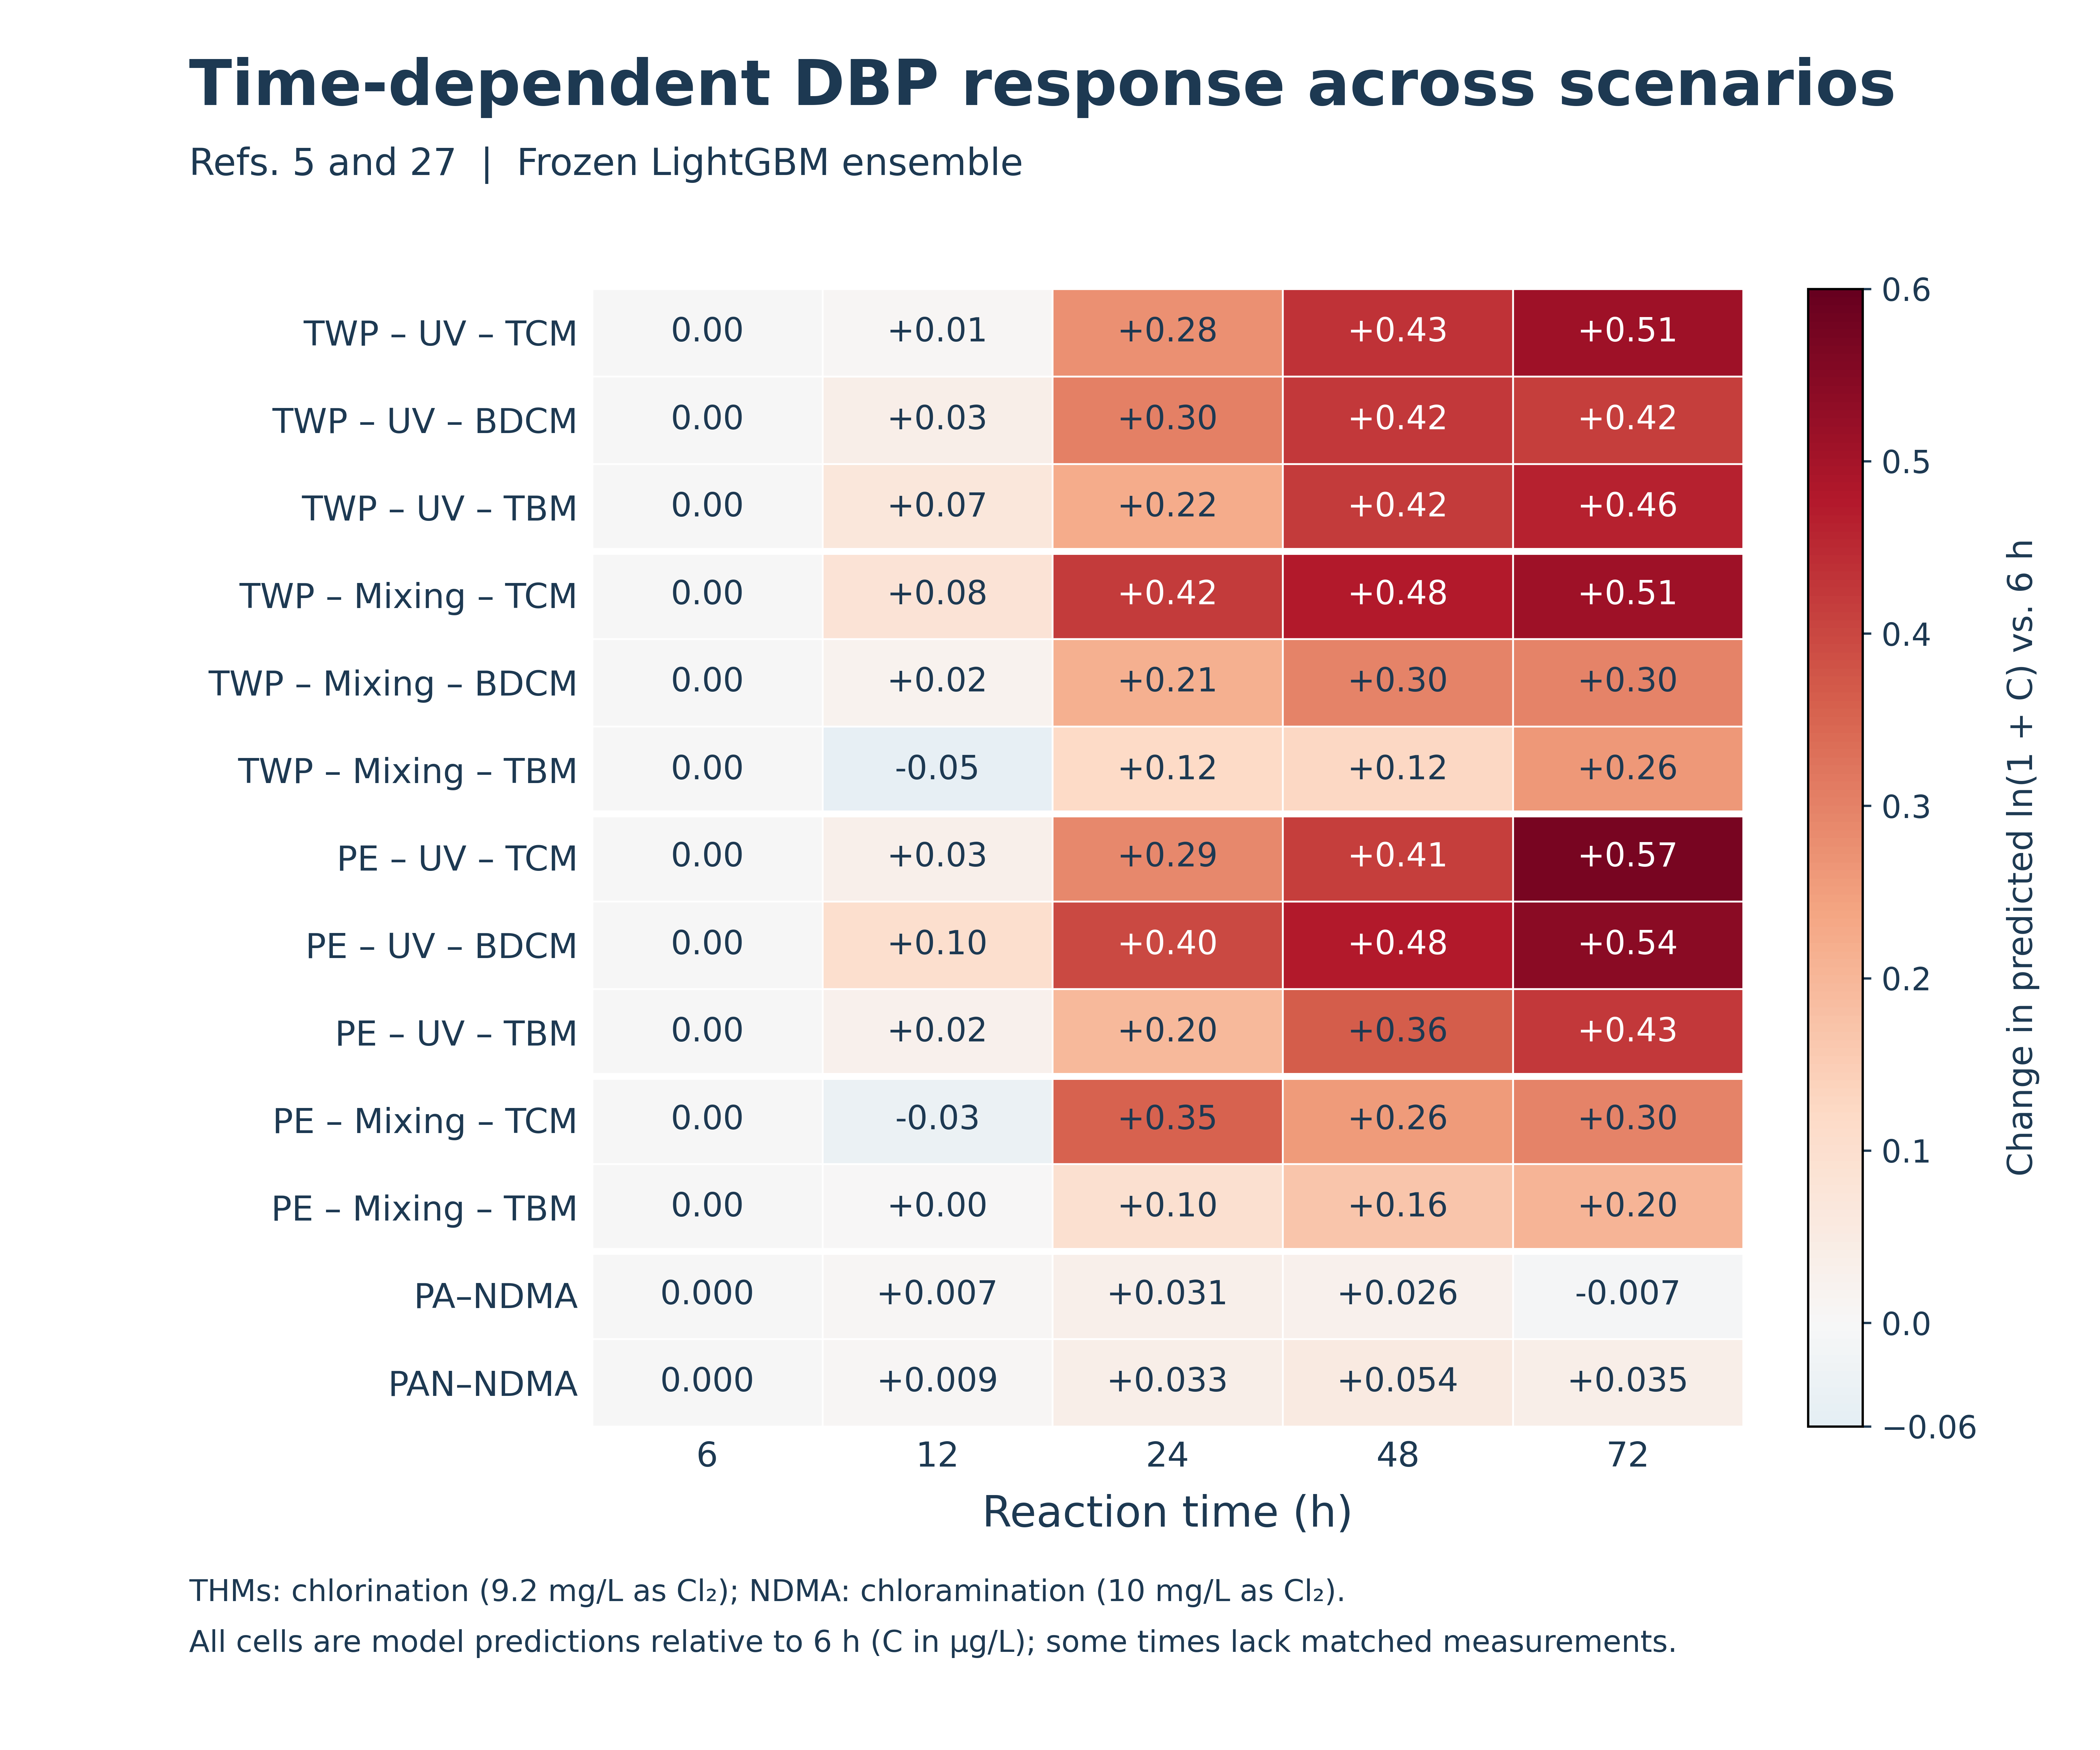 Time-dependent DBP response across scenarios
Refs. 5 and 27 | Frozen LightGBM ensemble
TWP – UV – TCM 0.00 +0.01 +0.28 +0.43 +0.51
TWP – UV – BDCM 0.00 +0.03 +0.30 +0.42 +0.42
TWP – UV – TBM 0.00 +0.07 +0.22 +0.42 +0.46
TWP – Mixing – TCM 0.00 +0.08 +0.42 +0.48 +0.51
TWP – Mixing – BDCM 0.00 +0.02 +0.21 +0.30 +0.30
TWP – Mixing – TBM 0.00 -0.05 +0.12 +0.12 +0.26
PE – UV – TCM 0.00 +0.03 +0.29 +0.41 +0.57
PE – UV – BDCM 0.00 +0.10 +0.40 +0.48 +0.54
PE – UV – TBM 0.00 +0.02 +0.20 +0.36 +0.43
PE – Mixing – TCM 0.00 -0.03 +0.35 +0.26 +0.30
PE – Mixing – TBM 0.00 +0.00 +0.10 +0.16 +0.20
PA–NDMA 0.000 +0.007 +0.031 +0.026 -0.007
PAN–NDMA 0.000 +0.009 +0.033 +0.054 +0.035
6 12 24 48 72
Reaction time (h)
0.6
0.5
0.4
0.3
0.2
0.1
0.0
−0.06
Change in predicted ln(1 + C) vs. 6 h
THMs: chlorination (9.2 mg/L as Cl₂); NDMA: chloramination (10 mg/L as Cl₂).
All cells are model predictions relative to 6 h (C in µg/L); some times lack matched measurements.